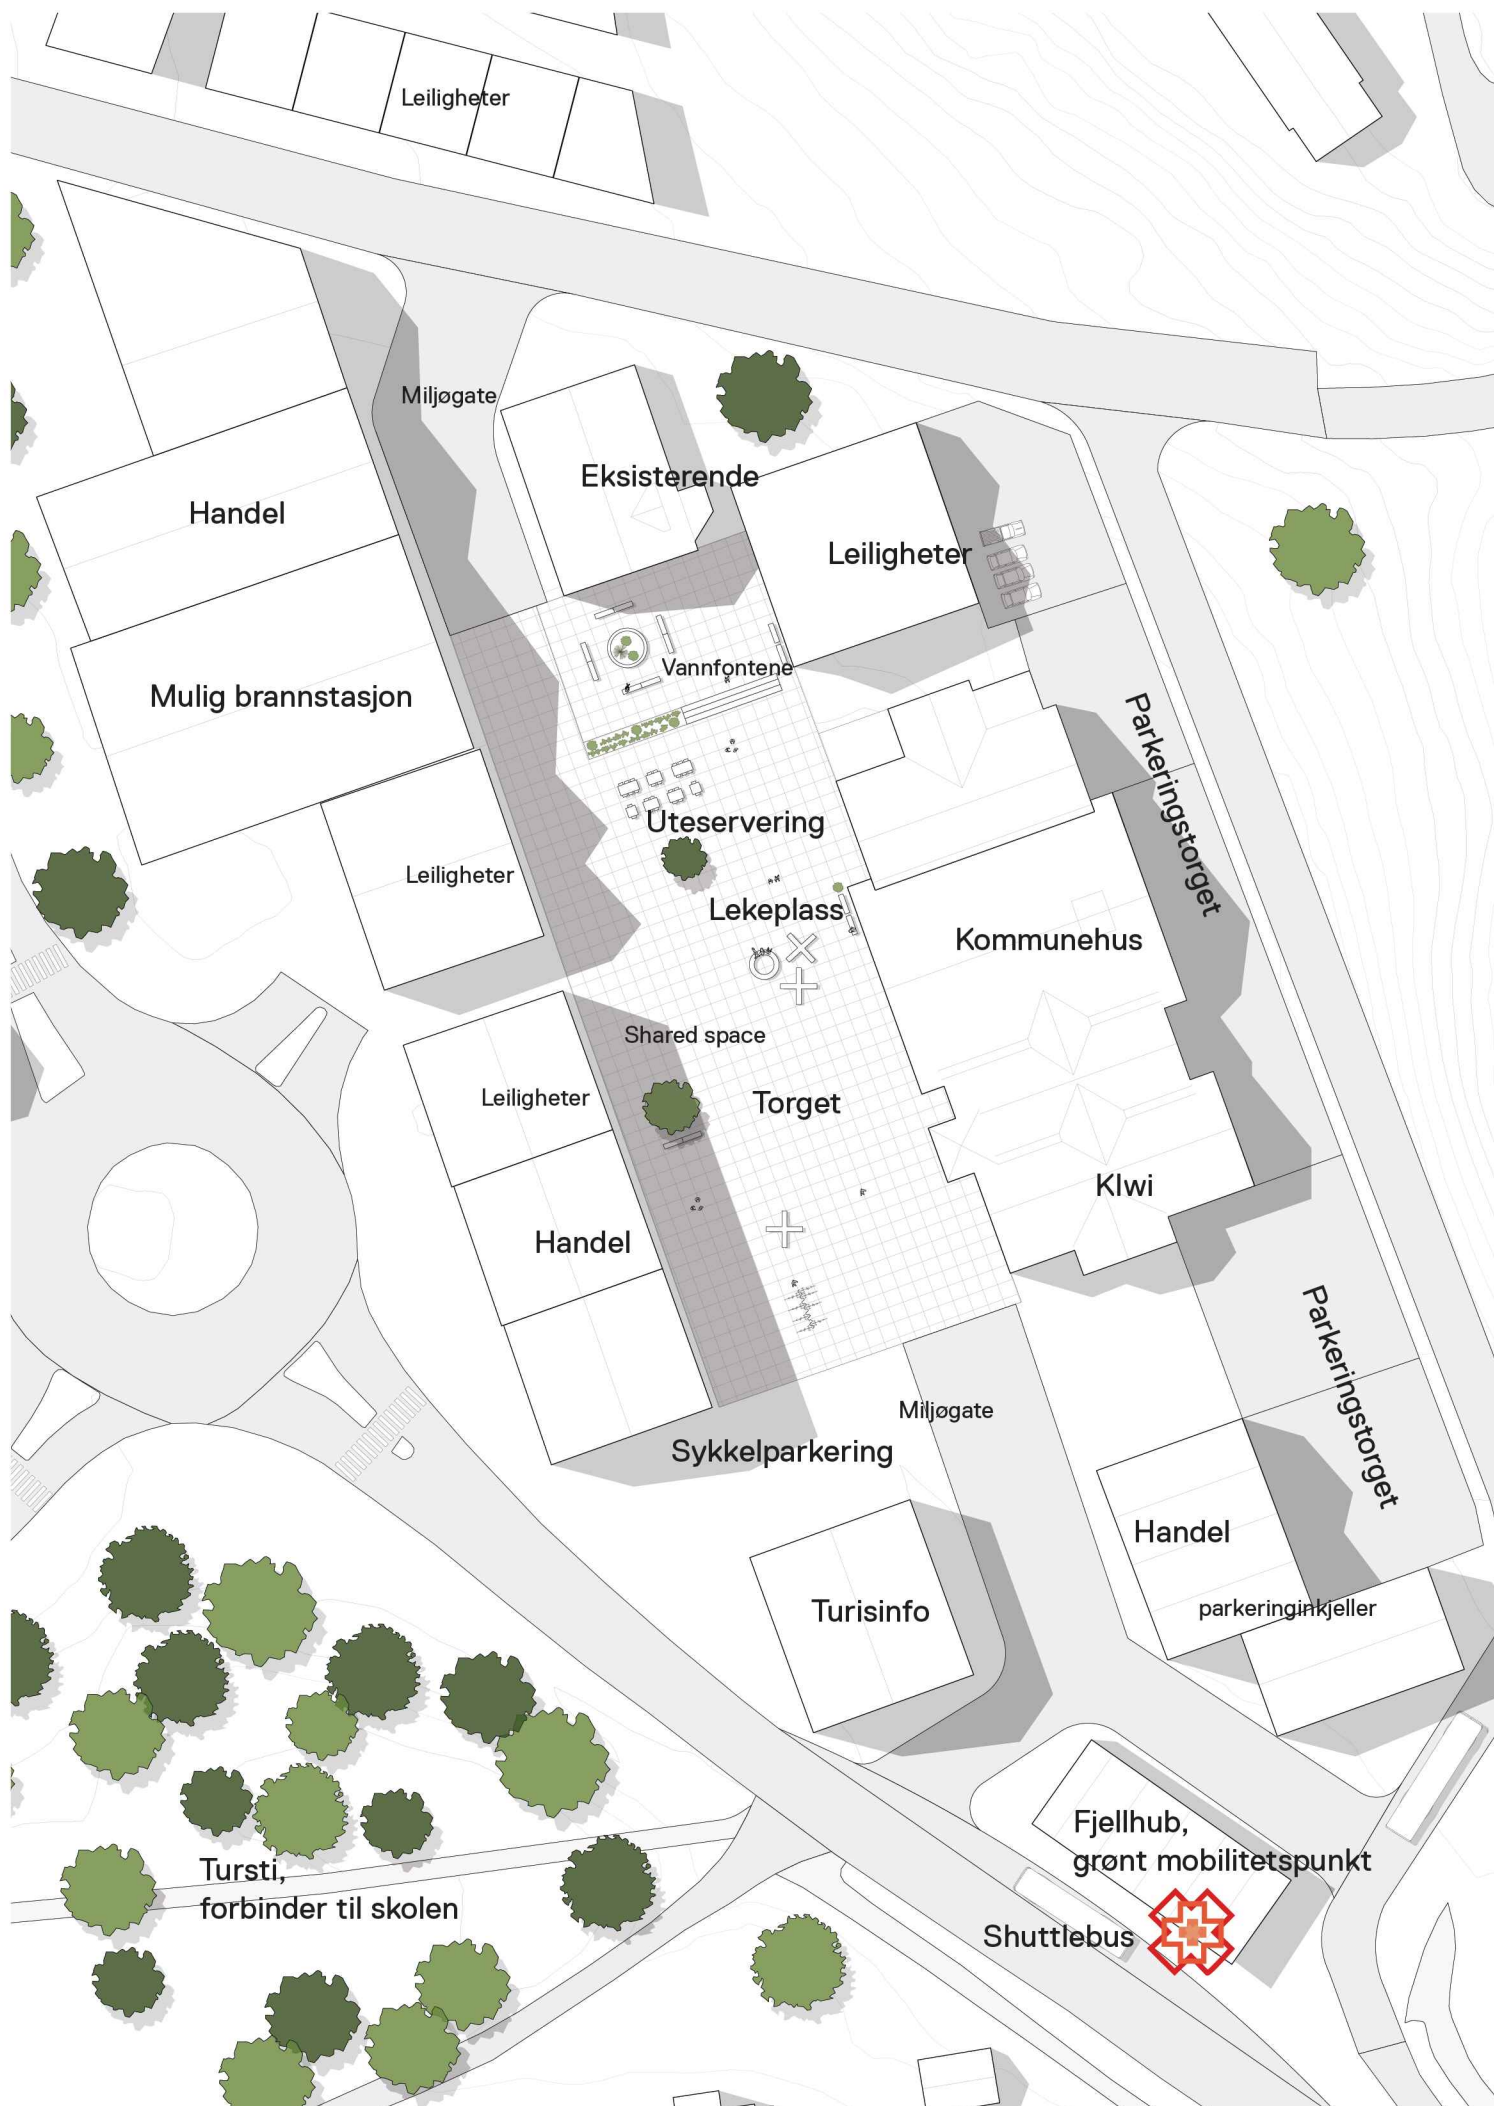 Leiligheter
Miljøgate
Eksisterende
Handel
Leiligheter
Vannfontene
Mulig brannstasjon
Parkeringstorget
Uteservering
Leiligheter
Lekeplass
Kommunehus
Shared space
Leiligheter
Torget
KIwi
Handel
Parkeringstorget
Miljøgate
Sykkelparkering
Handel
Turisinfo
parkeringinkjeller
Fjellhub,
grønt mobilitetspunkt
Tursti,
forbinder til skolen
Shuttlebus